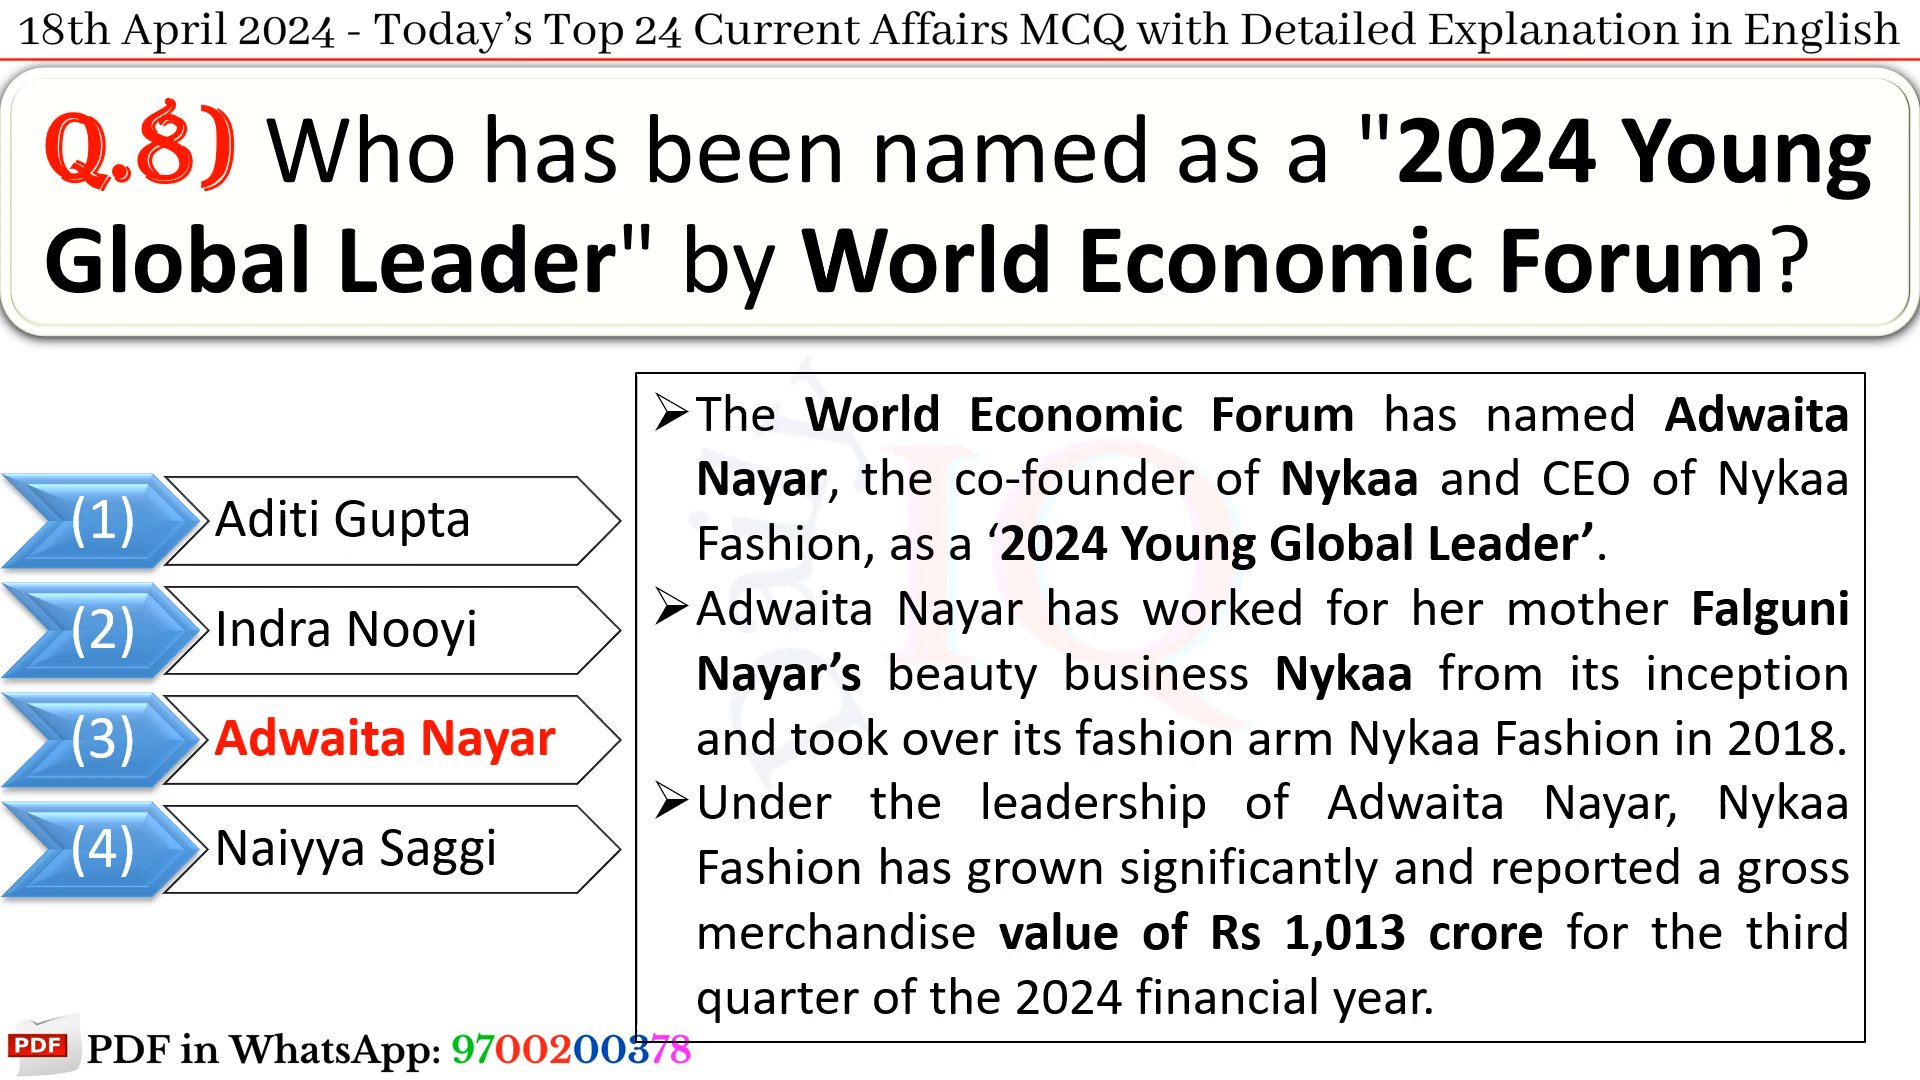 18th April 2024 - Today’s Top 24 Current Affairs MCQ with Detailed Explanation in English
Q.8) Who has been named as a "2024 Young
Global Leader" by World Economic Forum?
(1) Aditi Gupta
(2) Indra Nooyi
(3) Adwaita Nayar
(4) Naiyya Saggi
➢The World Economic Forum has named Adwaita
Nayar, the co-founder of Nykaa and CEO of Nykaa
Fashion, as a ‘2024 Young Global Leader’.
➢Adwaita Nayar has worked for her mother Falguni
Nayar’s beauty business Nykaa from its inception
and took over its fashion arm Nykaa Fashion in 2018.
➢Under the leadership of Adwaita Nayar, Nykaa
Fashion has grown significantly and reported a gross
merchandise value of Rs 1,013 crore for the third
quarter of the 2024 financial year.
Daily
IQ
PDF
PDF in WhatsApp: 9700200378